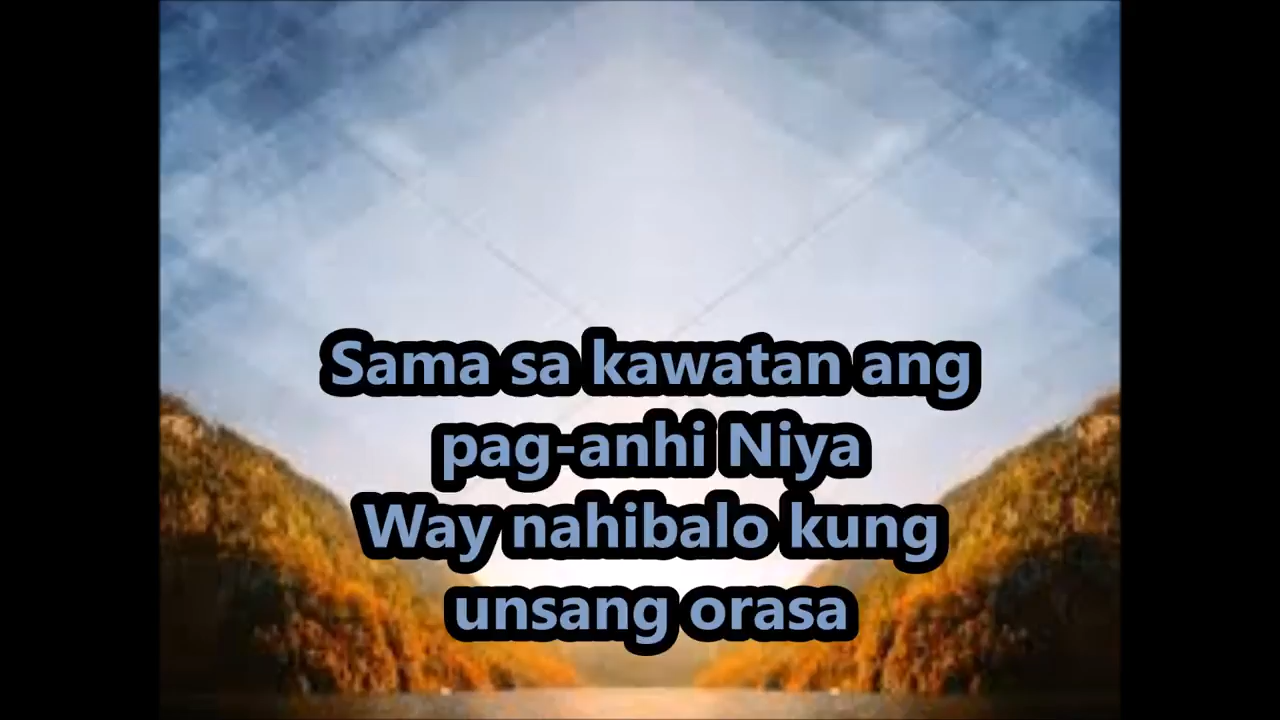 Sama sa kawatan ang
pag-anhi Niya
Way nahibalo kung
unsang orasa